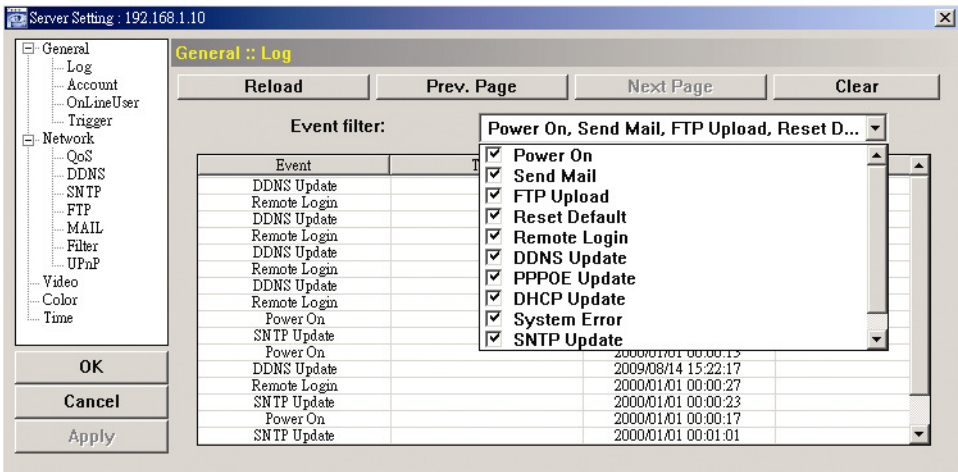 Server Setting : 192.168.1.10
General
Log
Account
OnLineUser
Trigger
Network
QoS
DDNS
SNTP
FTP
MAIL
Filter
UPnP
Video
Color
Time
OK
Cancel
Apply
General :: Log
Reload Prev. Page Next Page Clear
Event filter: Power On, Send Mail, FTP Upload, Reset D...
Power On
Send Mail
FTP Upload
Reset Default
Remote Login
DDNS Update
PPPOE Update
DHCP Update
System Error
SNTP Update
Event
DDNS Update
Remote Login
DDNS Update
Remote Login
DDNS Update
Remote Login
DDNS Update
Remote Login
Power On
SNTP Update
Power On 2000/01/01 00:00:13
DDNS Update 2009/08/14 15:22:17
Remote Login 2000/01/01 00:00:27
SNTP Update 2000/01/01 00:00:23
Power On 2000/01/01 00:00:17
SNTP Update 2000/01/01 00:01:01